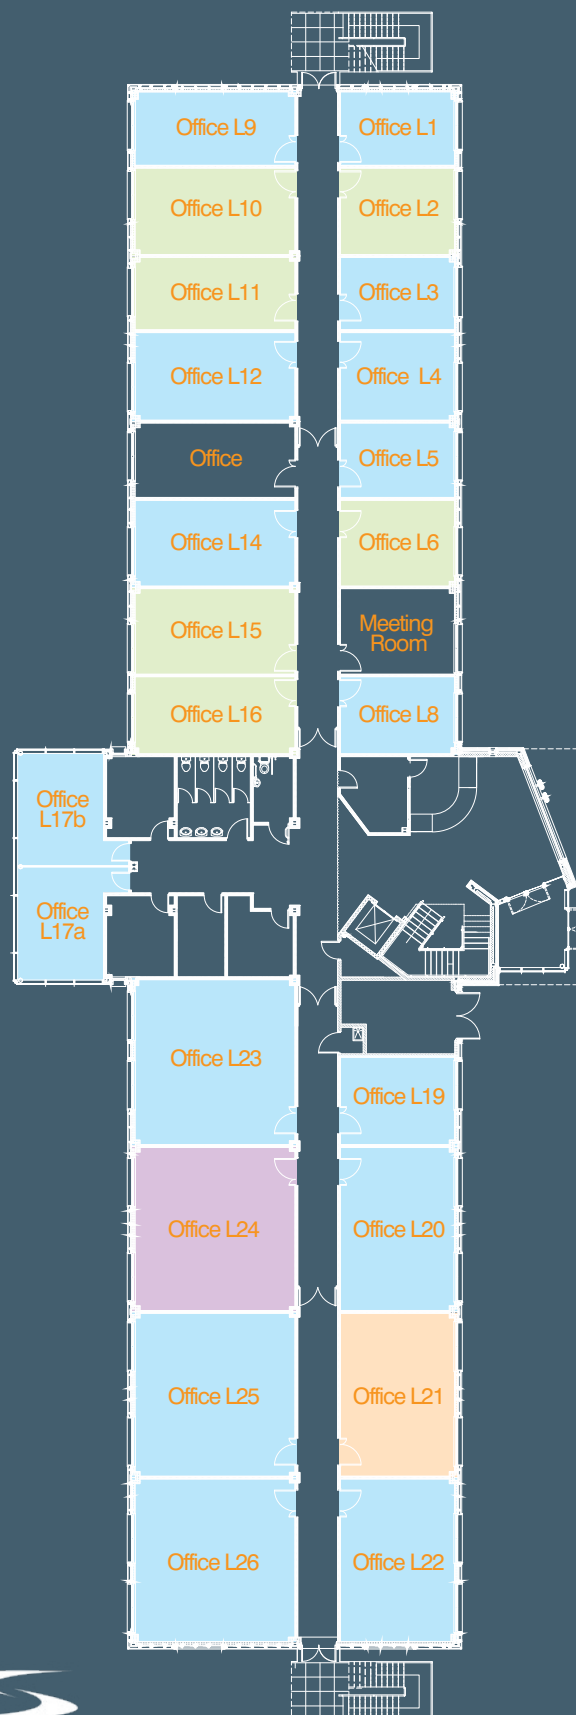 Office L9
Office L1
Office L10
Office L2
Office L11
Office L3
Office L12
Office L4
Office
Office L5
Office L14
Office L6
Office L15
Meeting
Room
Office L16
Office L8
Office
L17b
Office
L17a
Office L23
Office L19
Office L24
Office L20
Office L25
Office L21
Office L26
Office L22